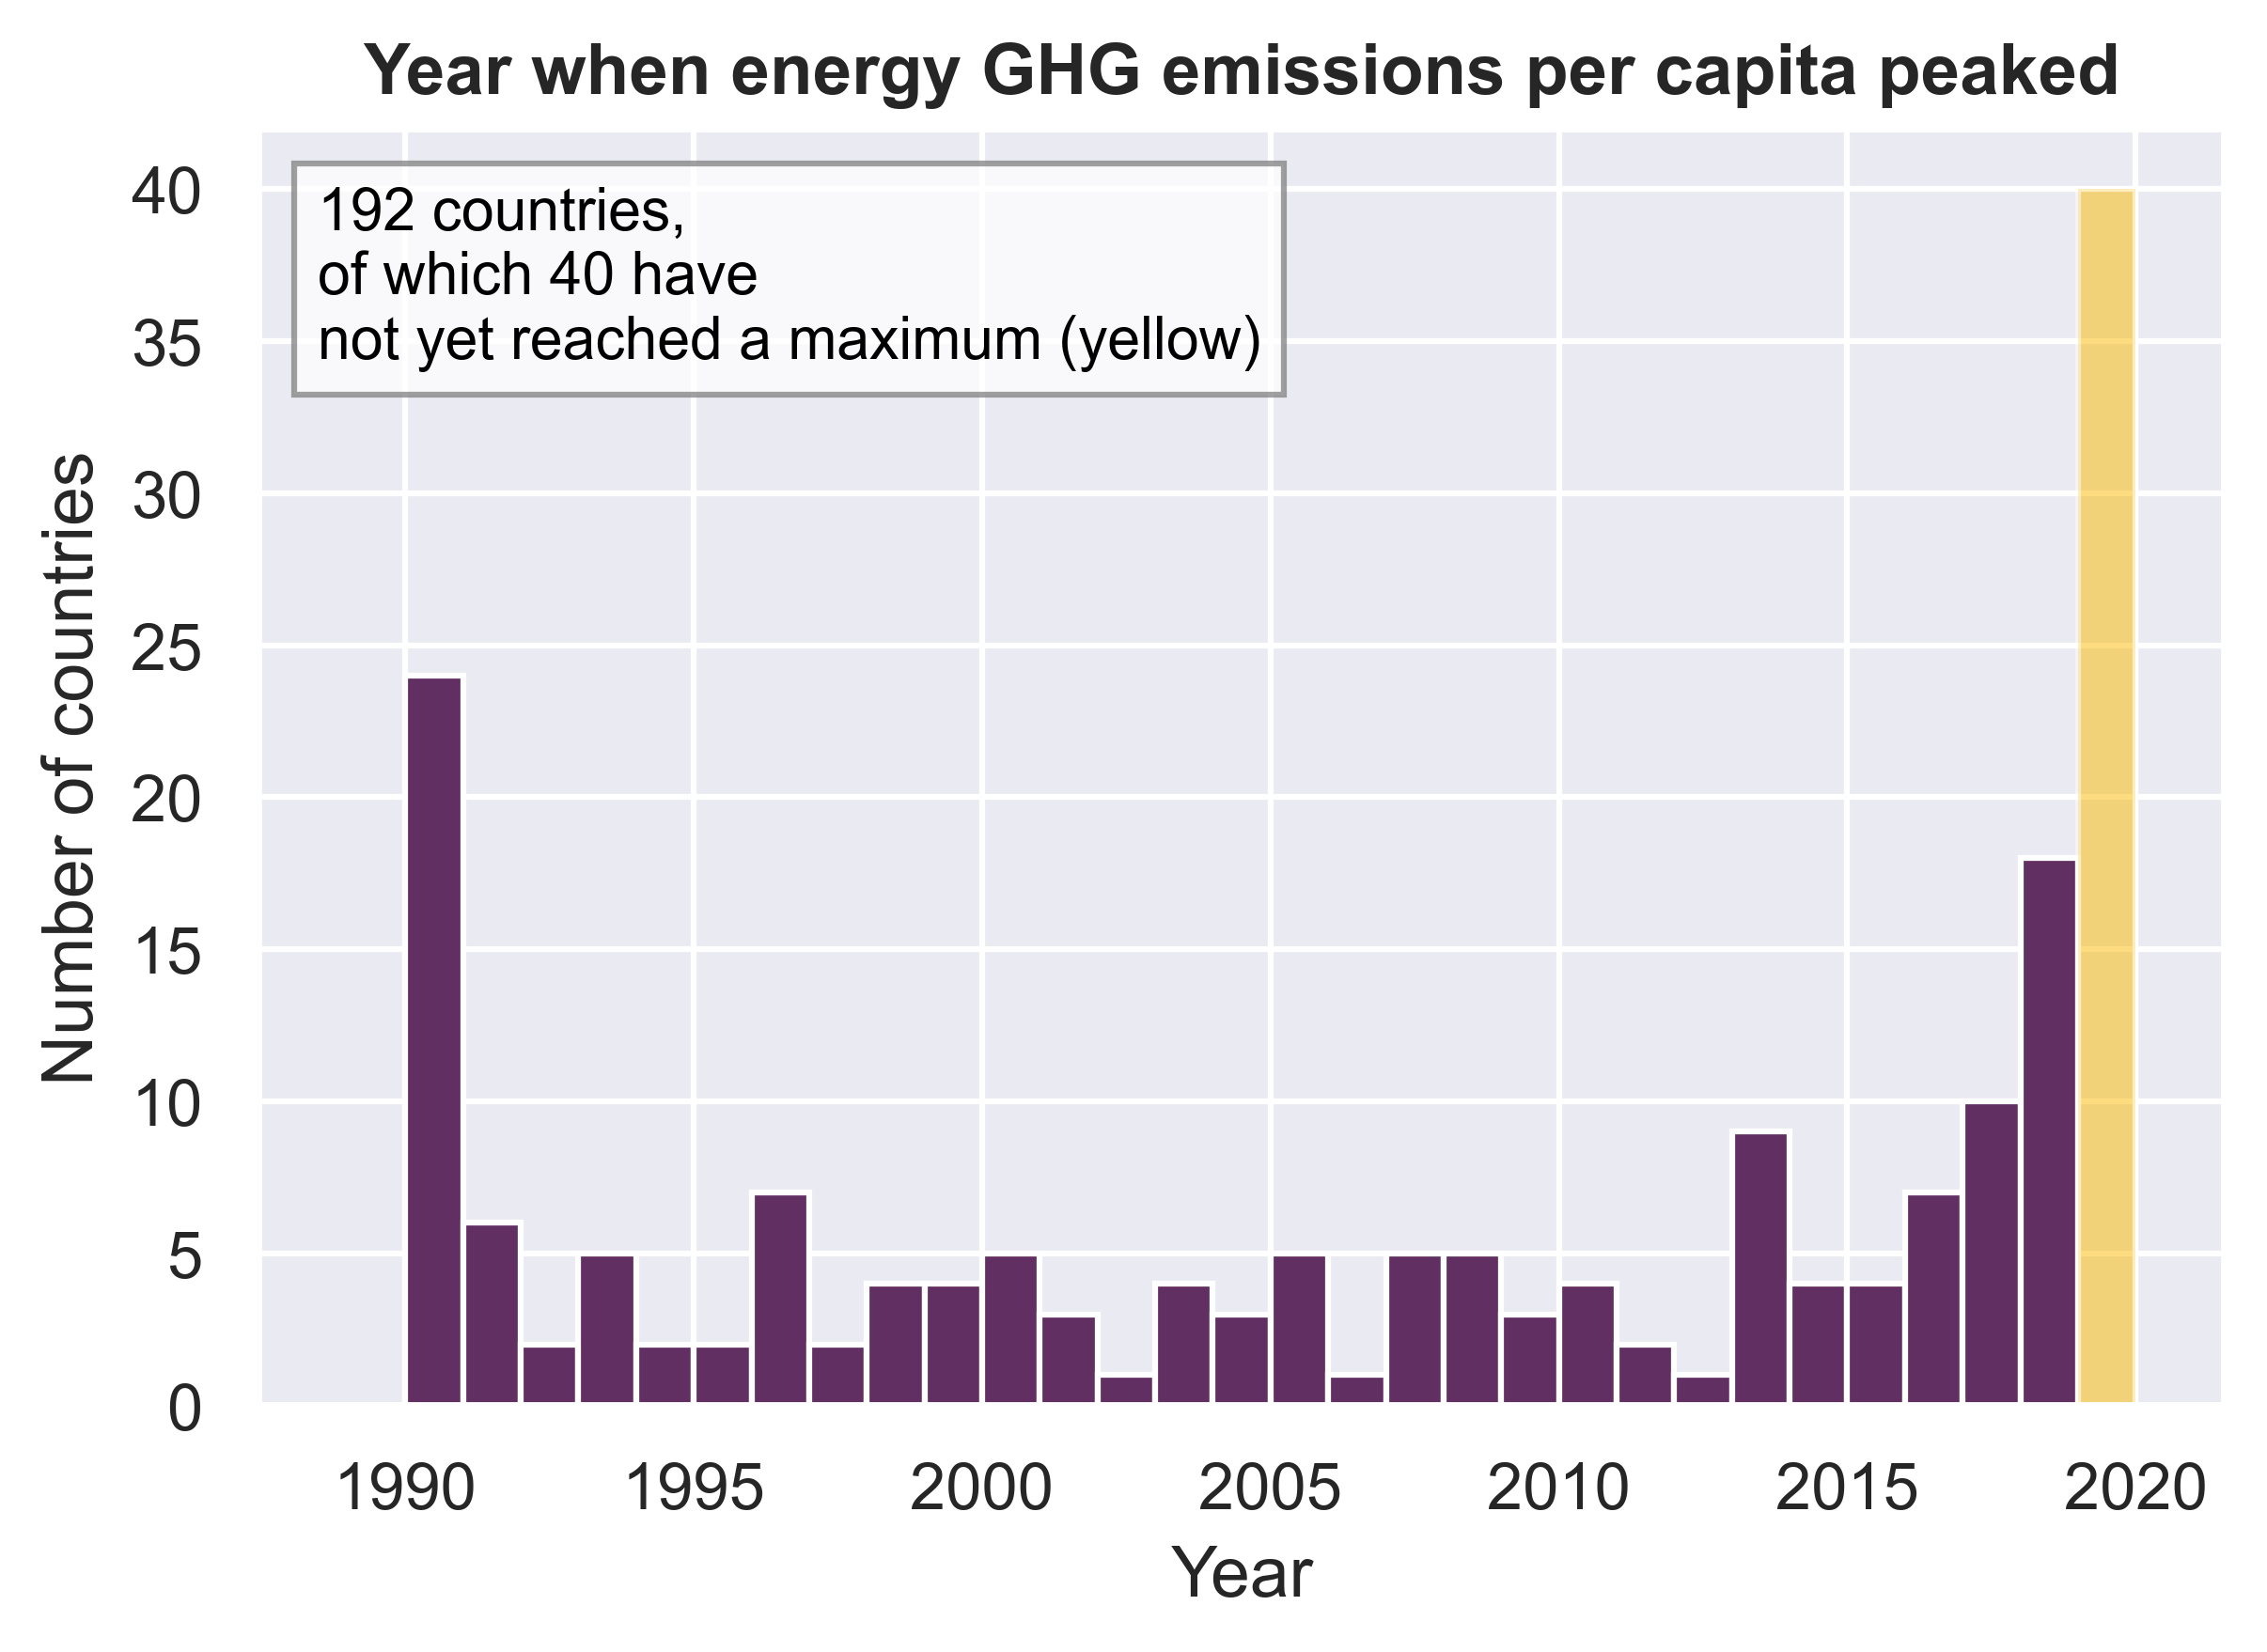 Year when energy GHG emissions per capita peaked
192 countries,
of which 40 have
not yet reached a maximum (yellow)
Number of countries
40
35
30
25
20
15
10
5
0
1990 1995 2000 2005 2010 2015 2020
Year